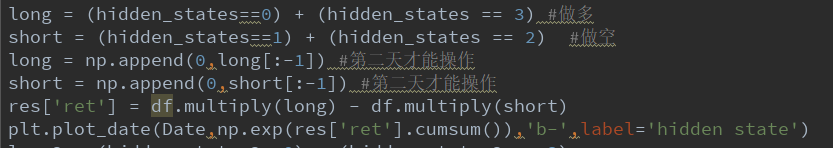 long = (hidden_states==0) + (hidden_states == 3) #做多
short = (hidden_states==1) + (hidden_states == 2)  #做空
long = np.append(0,long[:-1]) #第二天才能操作
short = np.append(0,short[:-1]) #第二天才能操作
res['ret'] = df.multiply(long) - df.multiply(short)
plt.plot_date(Date,np.exp(res['ret'].cumsum()),'b-',label='hidden state')